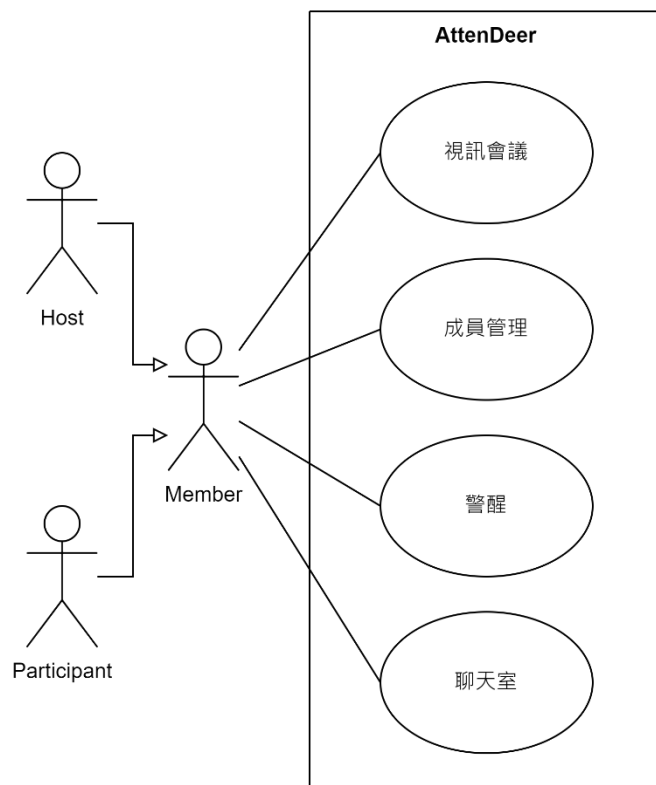 AttenDeer
視訊會議
Host
成員管理
Member
警醒
Participant
聊天室